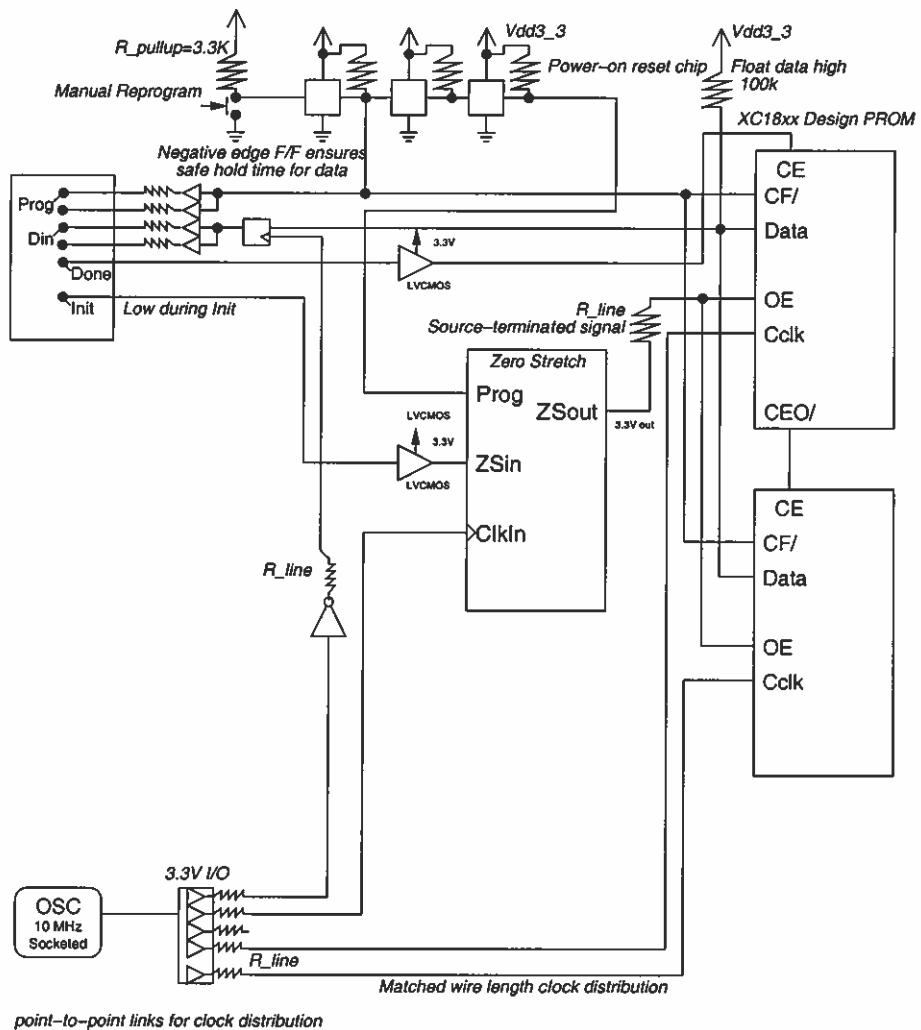 R_pullup=3.3K
Vdd3_3
Vdd3_3
Power-on reset chip
Float data high
100k
Manual Reprogram
XC18xx Design PROM
Negative edge F/F ensures
safe hold time for data
Prog
Din
Done
Init
Low during Init
3.3V
LVCMOS
CE
CF/
Data
OE
Cclk
CEO/
R_line
Source-terminated signal
Zero Stretch
Prog
ZSout
ZSin
ClkIn
3.3V out
LVCMOS
3.3V
LVCMOS
CE
CF/
Data
OE
Cclk
R_line
3.3V I/O
OSC
10 MHz
Socketed
R_line
Matched wire length clock distribution
point-to-point links for clock distribution